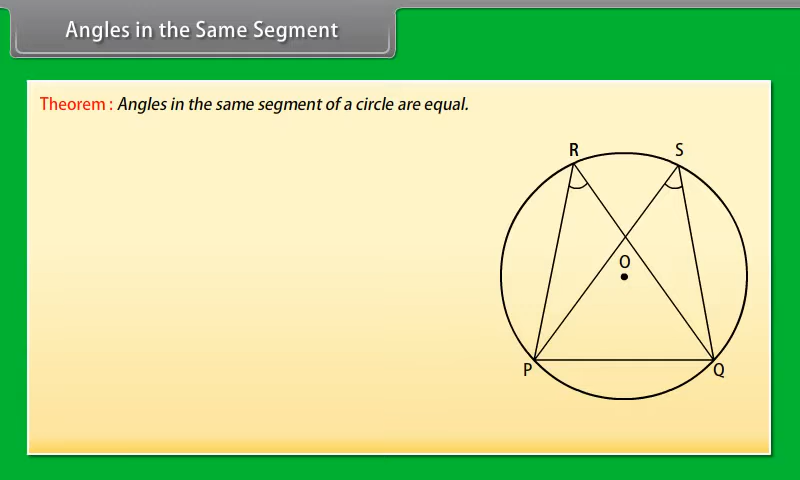 Angles in the Same Segment
Theorem : Angles in the same segment of a circle are equal.
R
S
O
P
Q